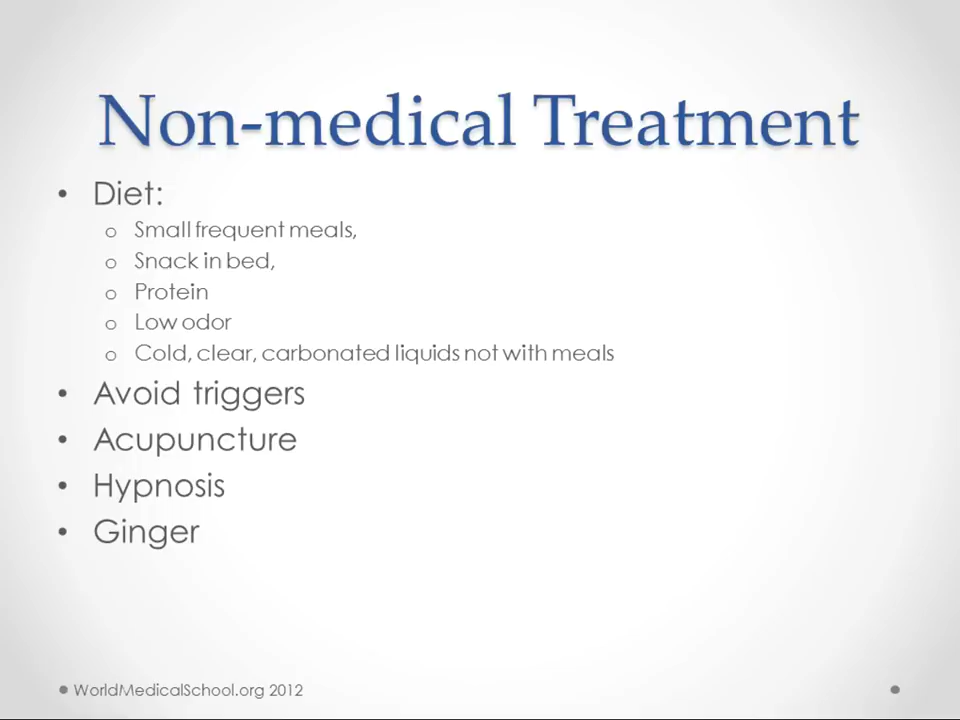 Non-medical Treatment
• Diet:
o Small frequent meals,
o Snack in bed,
o Protein
o Low odor
o Cold, clear, carbonated liquids not with meals
• Avoid triggers
• Acupuncture
• Hypnosis
• Ginger
WorldMedicalSchool.org 2012